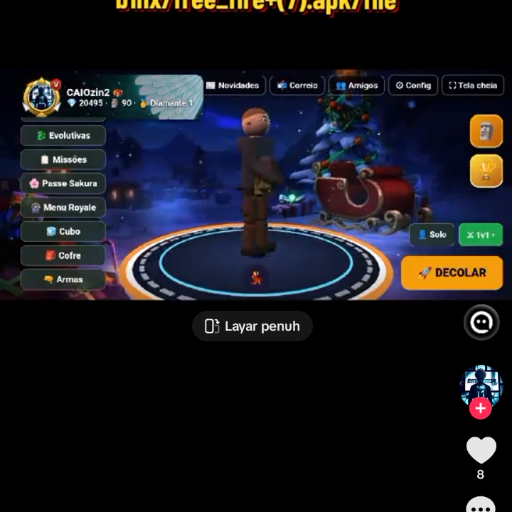 CAIOzin2
20495 · 90 · Diamante 1
Novidades
Correio
Amigos
Config
Tela cheia
Evolutivas
Missões
Passe Sakura
Menu Royale
Cubo
Cofre
Armas
Solo
1v1
DECOLAR
Layar penuh
8